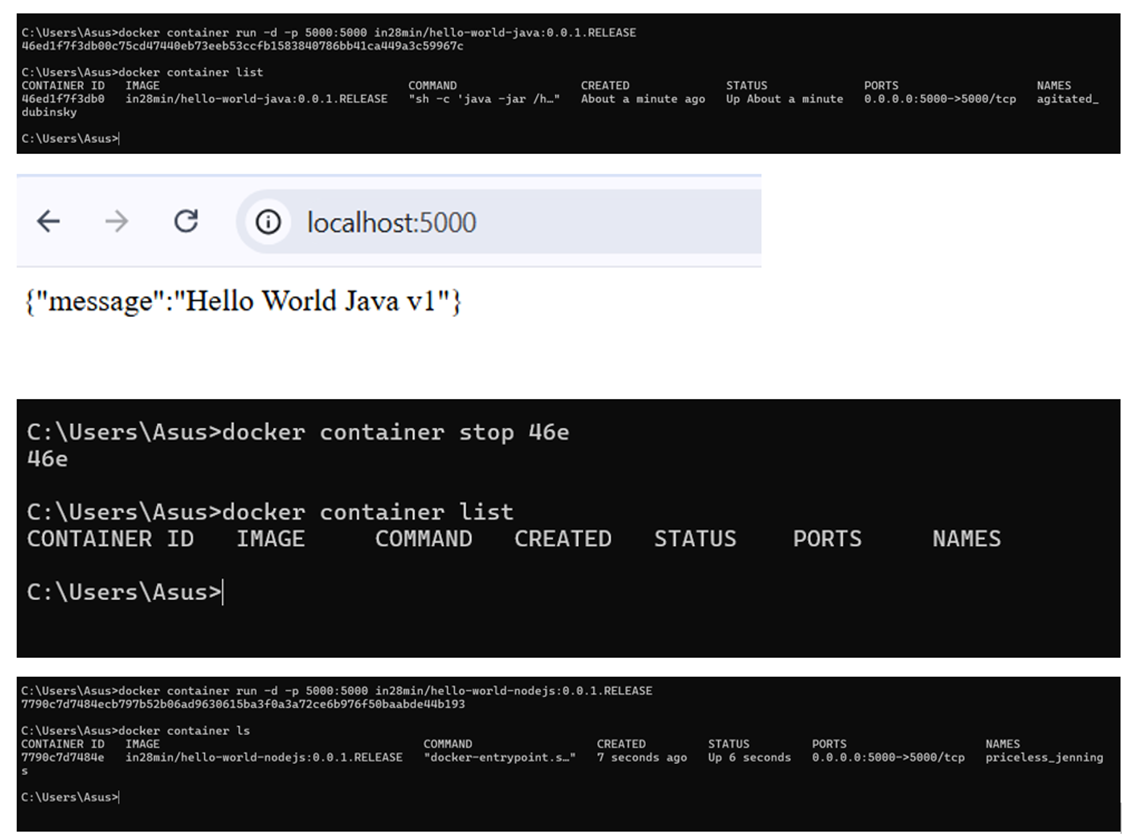 C:\Users\Asus>docker container run -d -p 5000:5000 in28min/hello-world-java:0.0.1.RELEASE
46ed1f7f3db00c75cd47440eb73eeb53ccfb1583840786bb41ca449a3c59967c
C:\Users\Asus>docker container list
CONTAINER ID IMAGE COMMAND CREATED STATUS PORTS NAMES
46ed1f7f3db0 in28min/hello-world-java:0.0.1.RELEASE "sh -c 'java -jar /h…" About a minute ago Up About a minute 0.0.0.0:5000->5000/tcp agitated_
dubinsky
C:\Users\Asus>
localhost:5000
{"message":"Hello World Java v1"}
C:\Users\Asus>docker container stop 46e
46e
C:\Users\Asus>docker container list
CONTAINER ID IMAGE COMMAND CREATED STATUS PORTS NAMES
C:\Users\Asus>
C:\Users\Asus>docker container run -d -p 5000:5000 in28min/hello-world-nodejs:0.0.1.RELEASE
7790c7d7484ecb797b52b06ad9630615ba3f0a3a72ce6b976f50baabde44b193
C:\Users\Asus>docker container ls
CONTAINER ID IMAGE COMMAND CREATED STATUS PORTS NAMES
7790c7d7484e in28min/hello-world-nodejs:0.0.1.RELEASE "docker-entrypoint.s…" 7 seconds ago Up 6 seconds 0.0.0.0:5000->5000/tcp priceless_jenning
s
C:\Users\Asus>